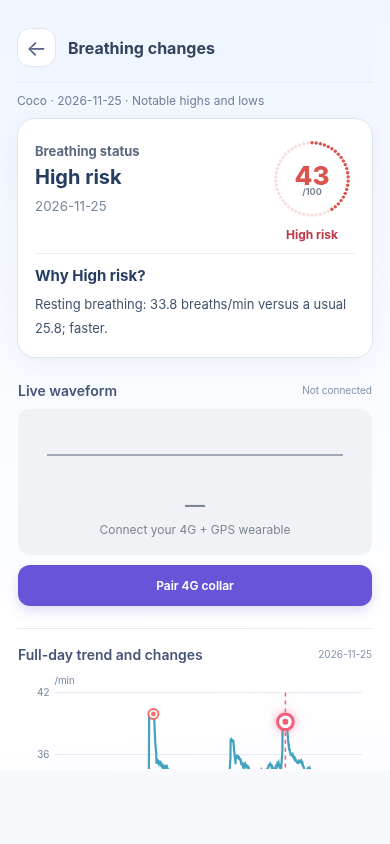 Breathing changes
Coco · 2026-11-25 · Notable highs and lows
Breathing status
High risk
2026-11-25
43
/100
High risk
Why High risk?
Resting breathing: 33.8 breaths/min versus a usual
25.8; faster.
Live waveform
Not connected
—
Connect your 4G + GPS wearable
Pair 4G collar
Full-day trend and changes
2026-11-25
/min
42
36